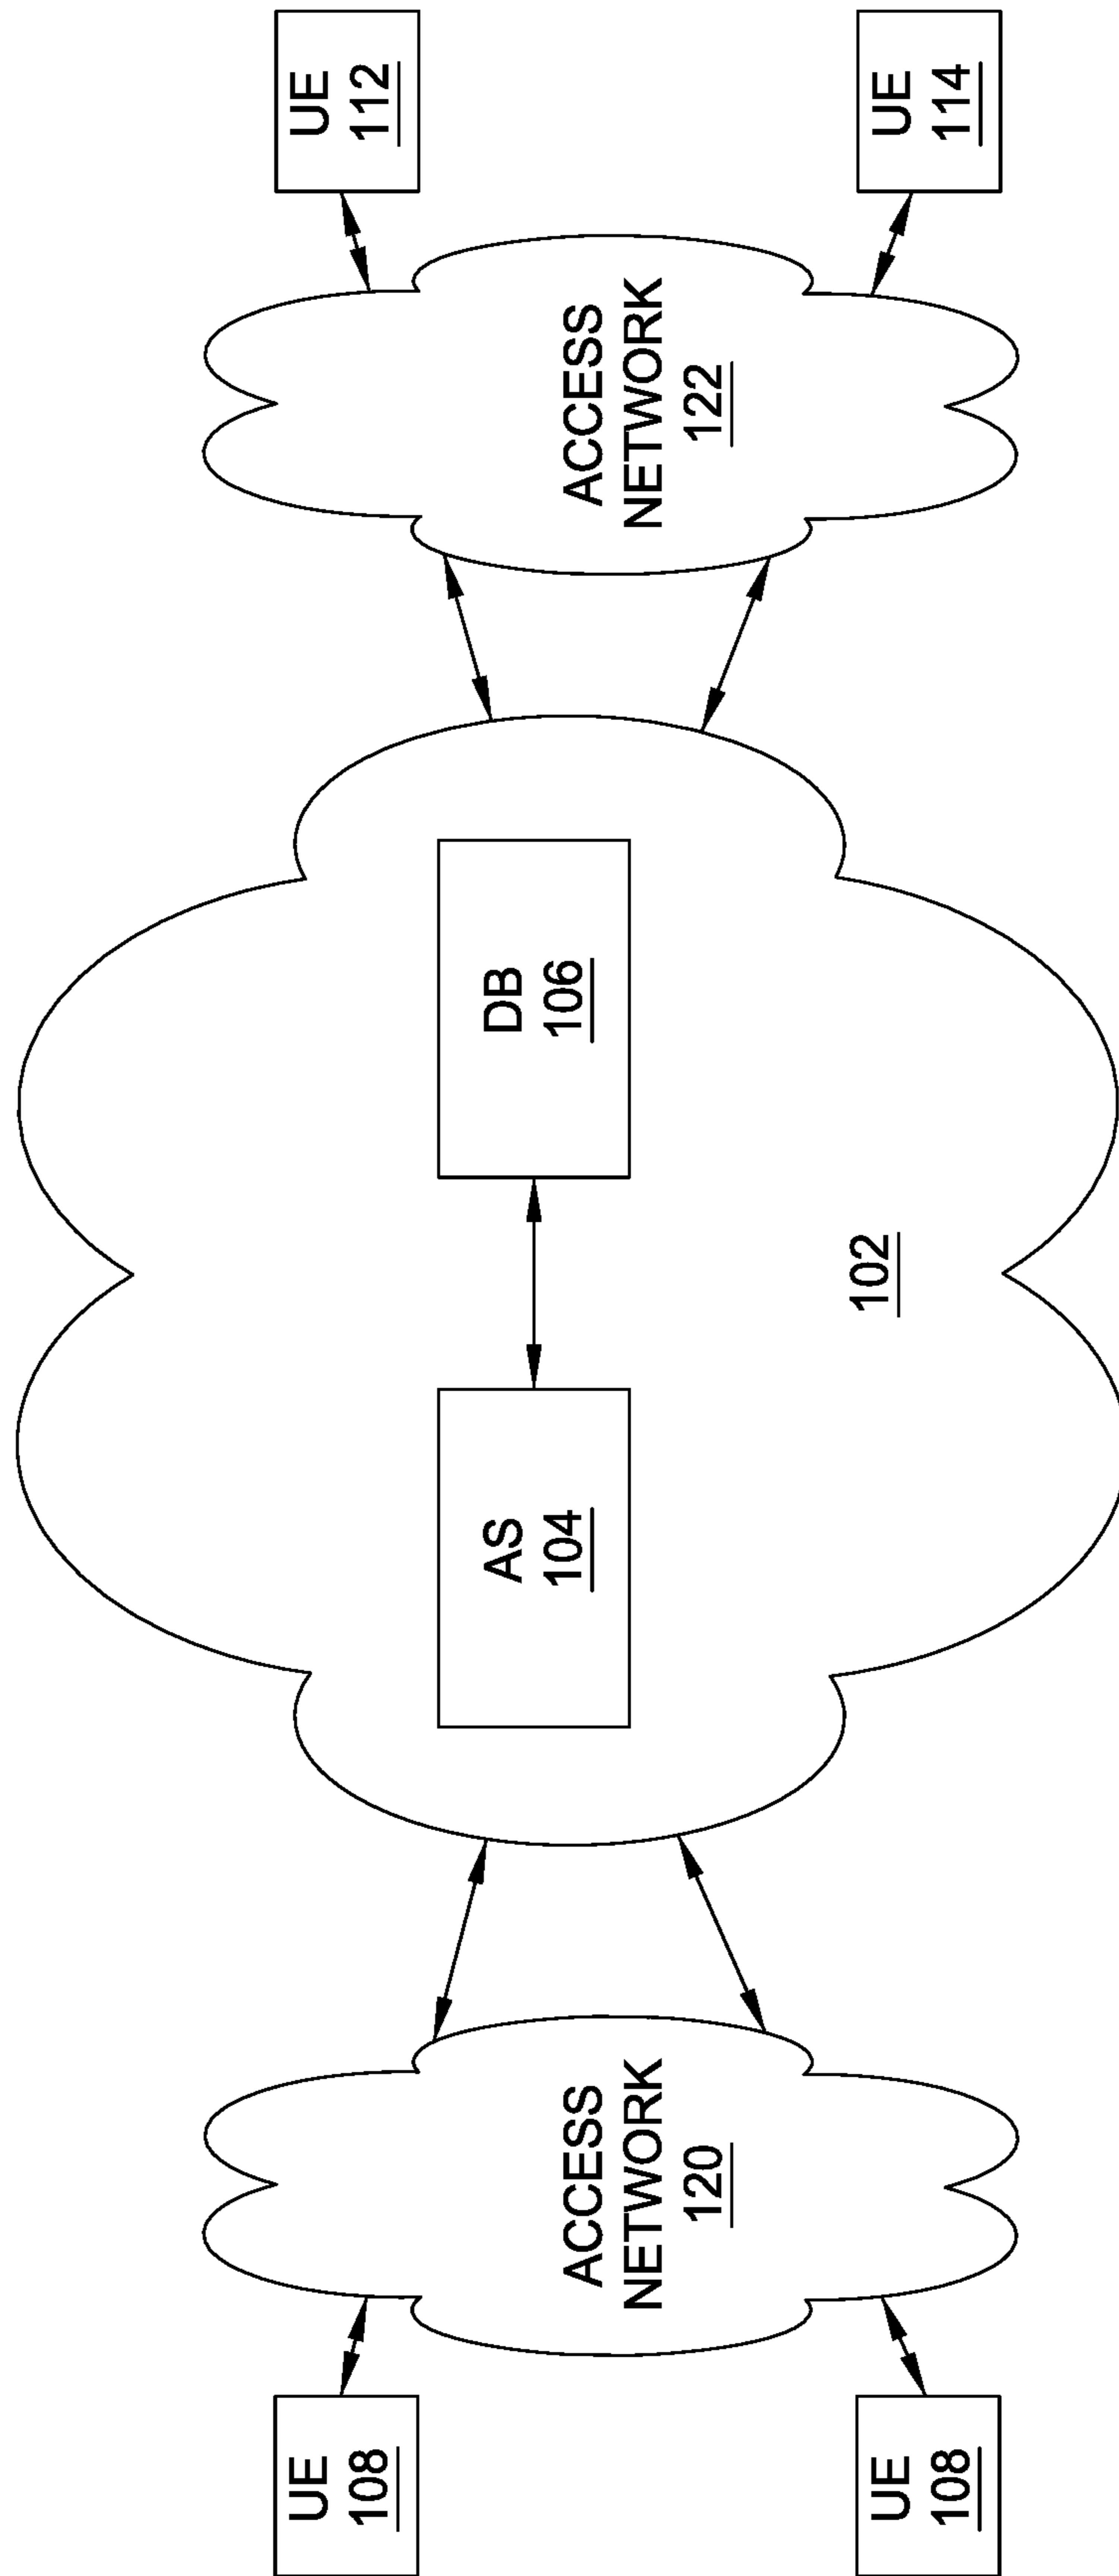 UE
108
UE
108
ACCESS
NETWORK
120
AS
104
DB
106
102
ACCESS
NETWORK
122
UE
112
UE
114